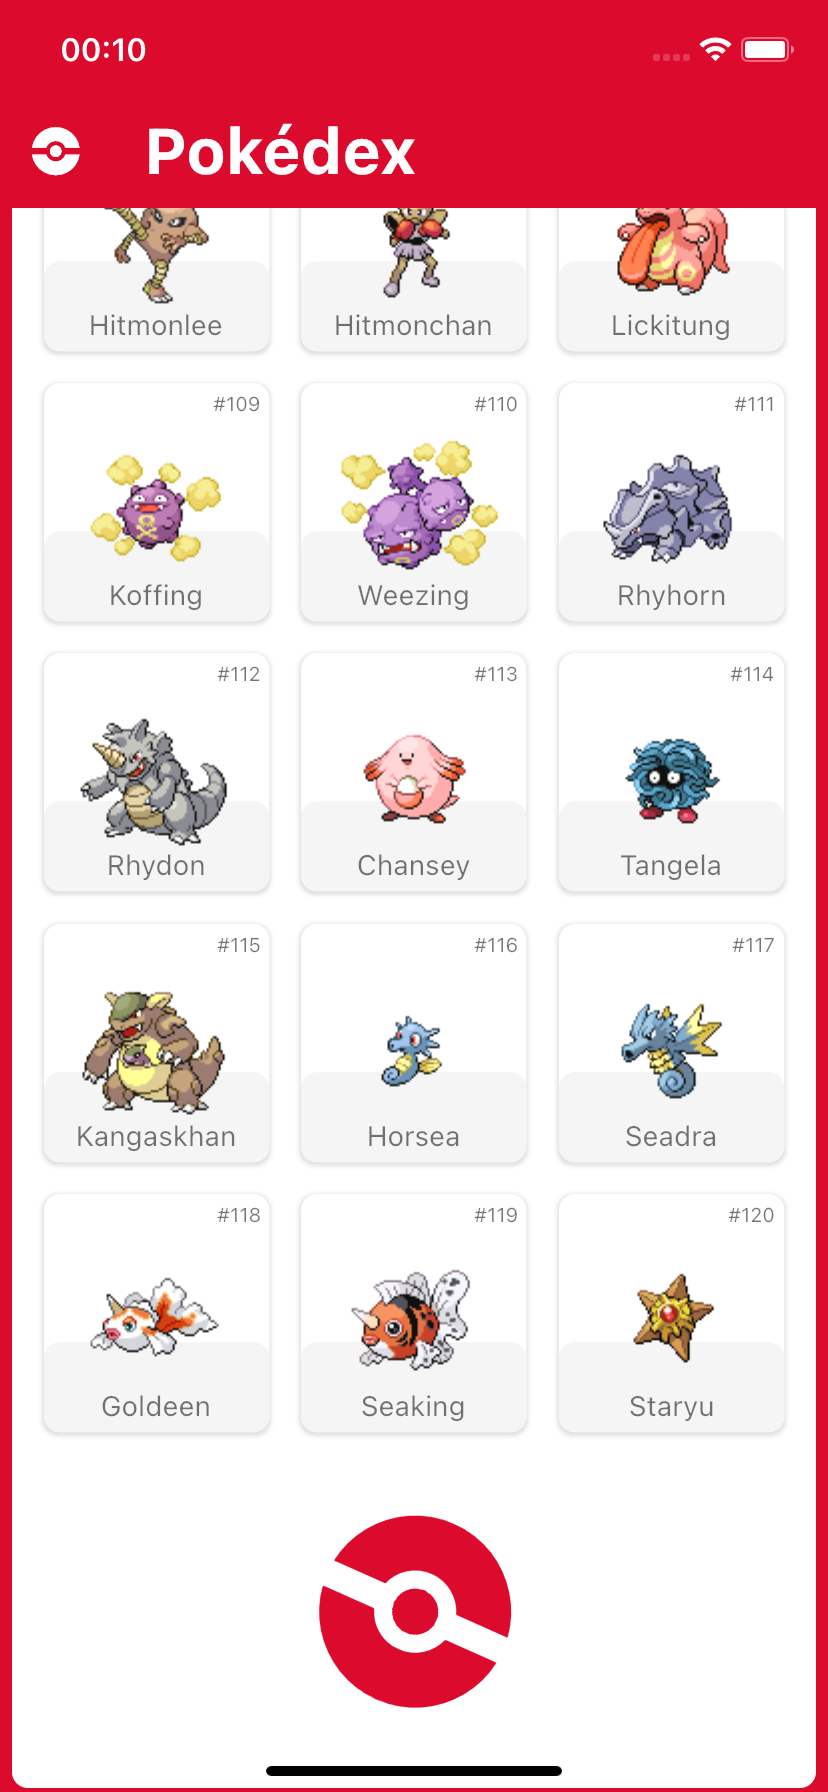 00:10
Pokédex
Hitmonlee Hitmonchan Lickitung
#109 #110 #111
Koffing Weezing Rhyhorn
#112 #113 #114
Rhydon Chansey Tangela
#115 #116 #117
Kangaskhan Horsea Seadra
#118 #119 #120
Goldeen Seaking Staryu